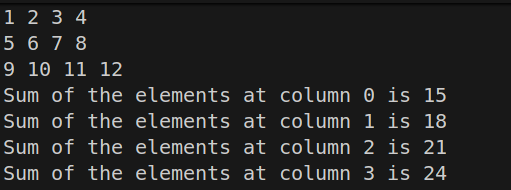 1 2 3 4
5 6 7 8
9 10 11 12
Sum of the elements at column 0 is 15
Sum of the elements at column 1 is 18
Sum of the elements at column 2 is 21
Sum of the elements at column 3 is 24